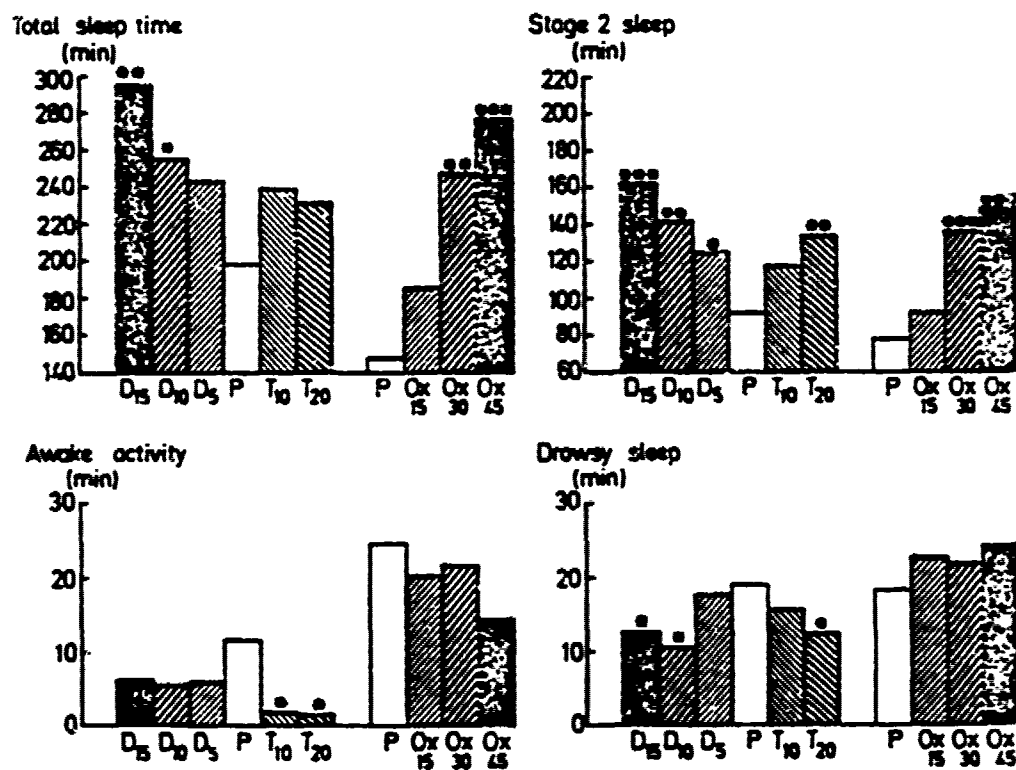 Total sleep time
(min)
300
280
260
240
220
200
180
160
140
D15 D10 D5 P T10 T20 P Ox 15 Ox 30 Ox 45
Stage 2 sleep
(min)
220
200
180
160
140
120
100
80
60
D15 D10 D5 P T10 T20 P Ox 15 Ox 30 Ox 45
Awake activity
(min)
30
20
10
0
D15 D10 D5 P T10 T20 P Ox 15 Ox 30 Ox 45
Drowsy sleep
(min)
30
20
10
0
D15 D10 D5 P T10 T20 P Ox 15 Ox 30 Ox 45